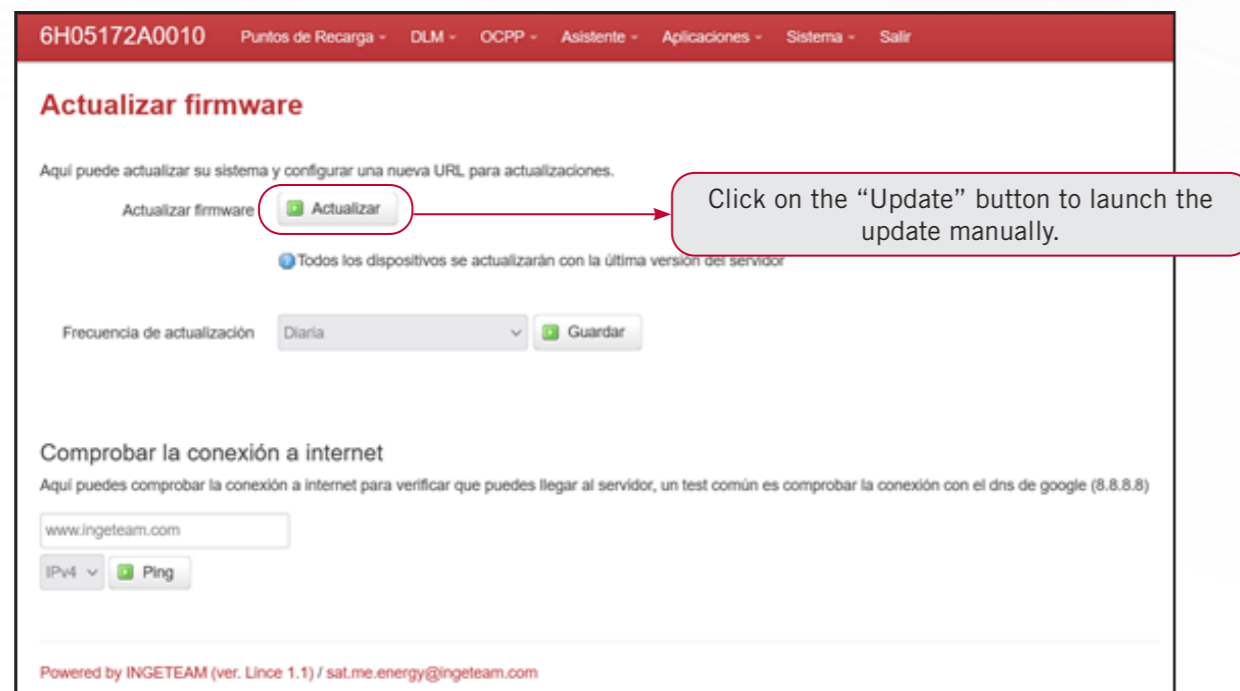 6H05172A0010 Puntos de Recarga DLM OCPP Asistente Aplicaciones Sistema Salir
Actualizar firmware
Aquí puede actualizar su sistema y configurar una nueva URL para actualizaciones.
Actualizar firmware Actualizar
Click on the “Update” button to launch the
update manually.
Todos los dispositivos se actualizarán con la última versión del servidor
Frecuencia de actualización Diaria Guardar
Comprobar la conexión a internet
Aquí puedes comprobar la conexión a internet para verificar que puedes llegar al servidor, un test común es comprobar la conexión con el dns de google (8.8.8.8)
www.ingeteam.com
IPv4 Ping
Powered by INGETEAM (ver. Lince 1.1) / sat.me.energy@ingeteam.com